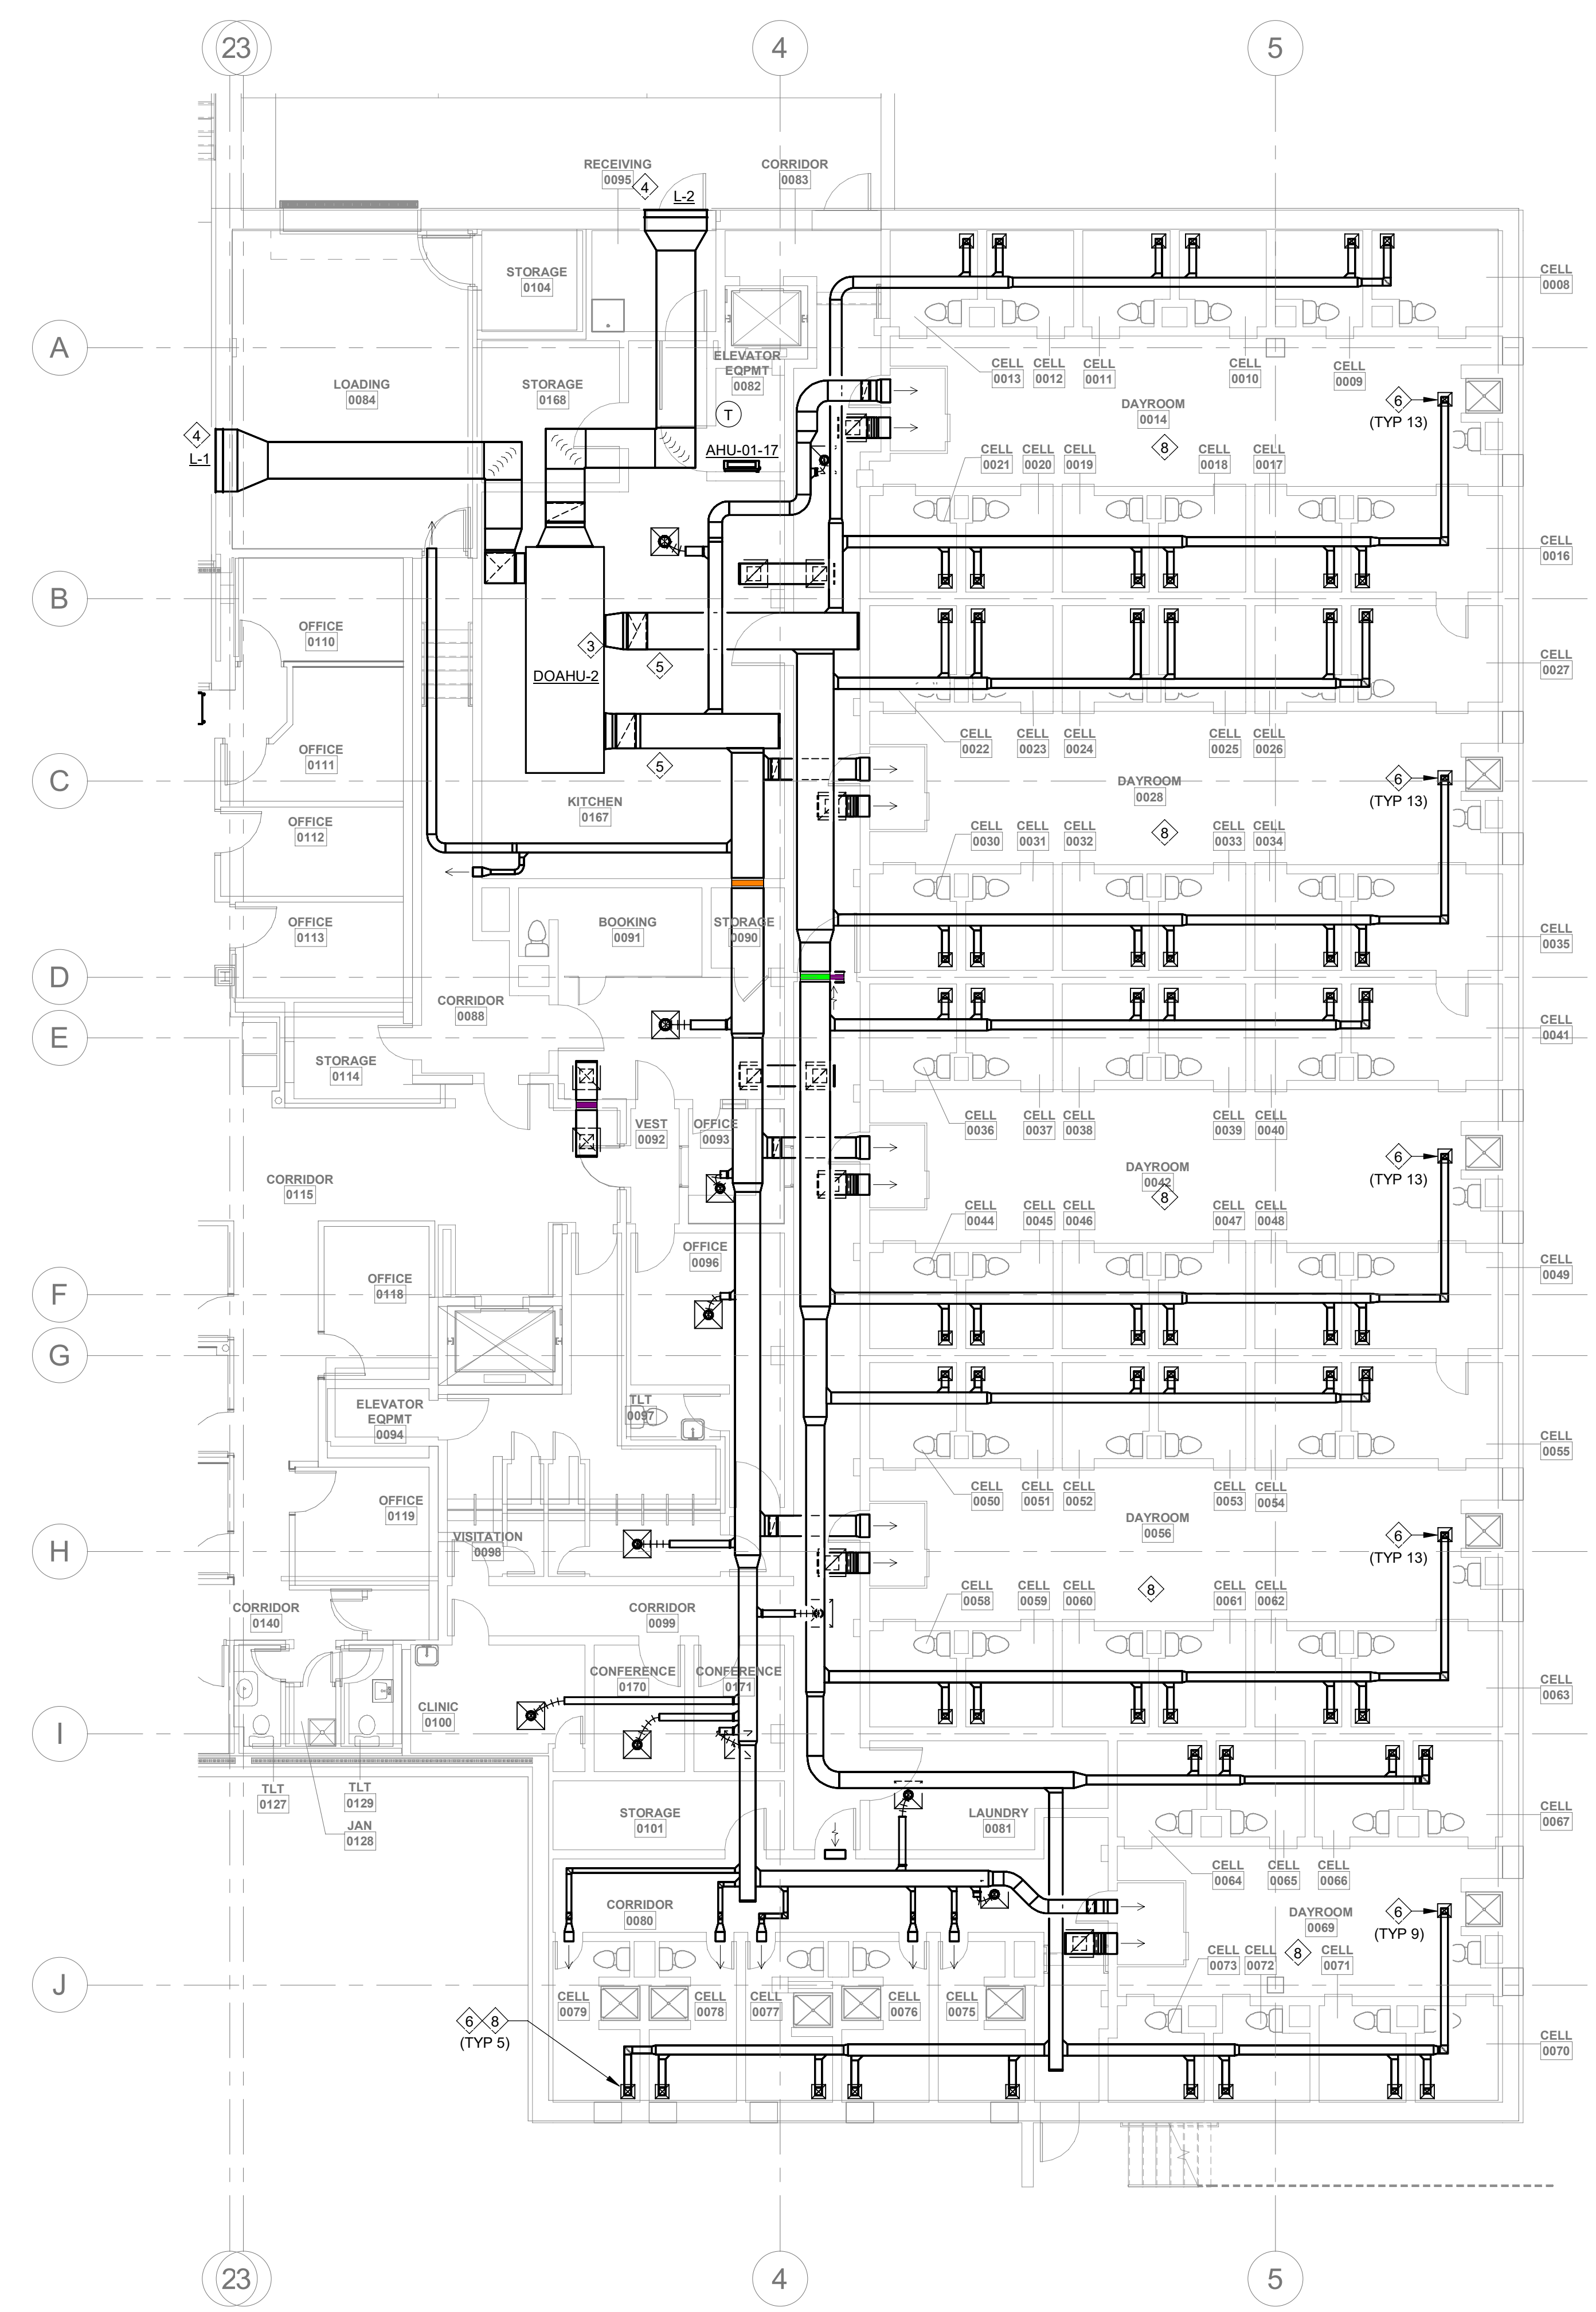 23
4
5
RECEIVING
0095
4
L-2
CORRIDOR
0083
STORAGE
0104
CELL
0008
A
LOADING
0084
STORAGE
0168
ELEVATOR
EQPMT
0082
T
CELL
0013
CELL
0012
CELL
0011
CELL
0010
CELL
0009
DAYROOM
0014
8
6
(TYP 13)
4
L-1
AHU-01-17
CELL
0021
CELL
0020
CELL
0019
CELL
0018
CELL
0017
CELL
0016
B
OFFICE
0110
3
5
DOAHU-2
CELL
0027
OFFICE
0111
CELL
0022
CELL
0023
CELL
0024
CELL
0025
CELL
0026
5
C
KITCHEN
0167
DAYROOM
0028
8
6
(TYP 13)
OFFICE
0112
CELL
0030
CELL
0031
CELL
0032
CELL
0033
CELL
0034
OFFICE
0113
BOOKING
0091
STORAGE
0090
CELL
0035
D
CORRIDOR
0088
E
CELL
0041
STORAGE
0114
VEST
0092
OFFICE
0093
CELL
0036
CELL
0037
CELL
0038
CELL
0039
CELL
0040
CORRIDOR
0115
DAYROOM
0042
8
6
(TYP 13)
OFFICE
0096
CELL
0044
CELL
0045
CELL
0046
CELL
0047
CELL
0048
CELL
0049
F
OFFICE
0118
G
ELEVATOR
EQPMT
0094
TLT
0097
CELL
0055
OFFICE
0119
CELL
0050
CELL
0051
CELL
0052
CELL
0053
CELL
0054
H
VISITATION
0098
DAYROOM
0056
8
6
(TYP 13)
CORRIDOR
0140
CORRIDOR
0099
CELL
0058
CELL
0059
CELL
0060
CELL
0061
CELL
0062
CONFERENCE
0170
CONFERENCE
0171
CLINIC
0100
CELL
0063
I
TLT
0127
TLT
0129
JAN
0128
STORAGE
0101
LAUNDRY
0081
CELL
0067
CELL
0064
CELL
0065
CELL
0066
CORRIDOR
0080
DAYROOM
0069
8
6
(TYP 9)
CELL
0073
CELL
0072
CELL
0071
J
CELL
0079
CELL
0078
CELL
0077
CELL
0076
CELL
0075
6 8
(TYP 5)
CELL
0070
23
4
5